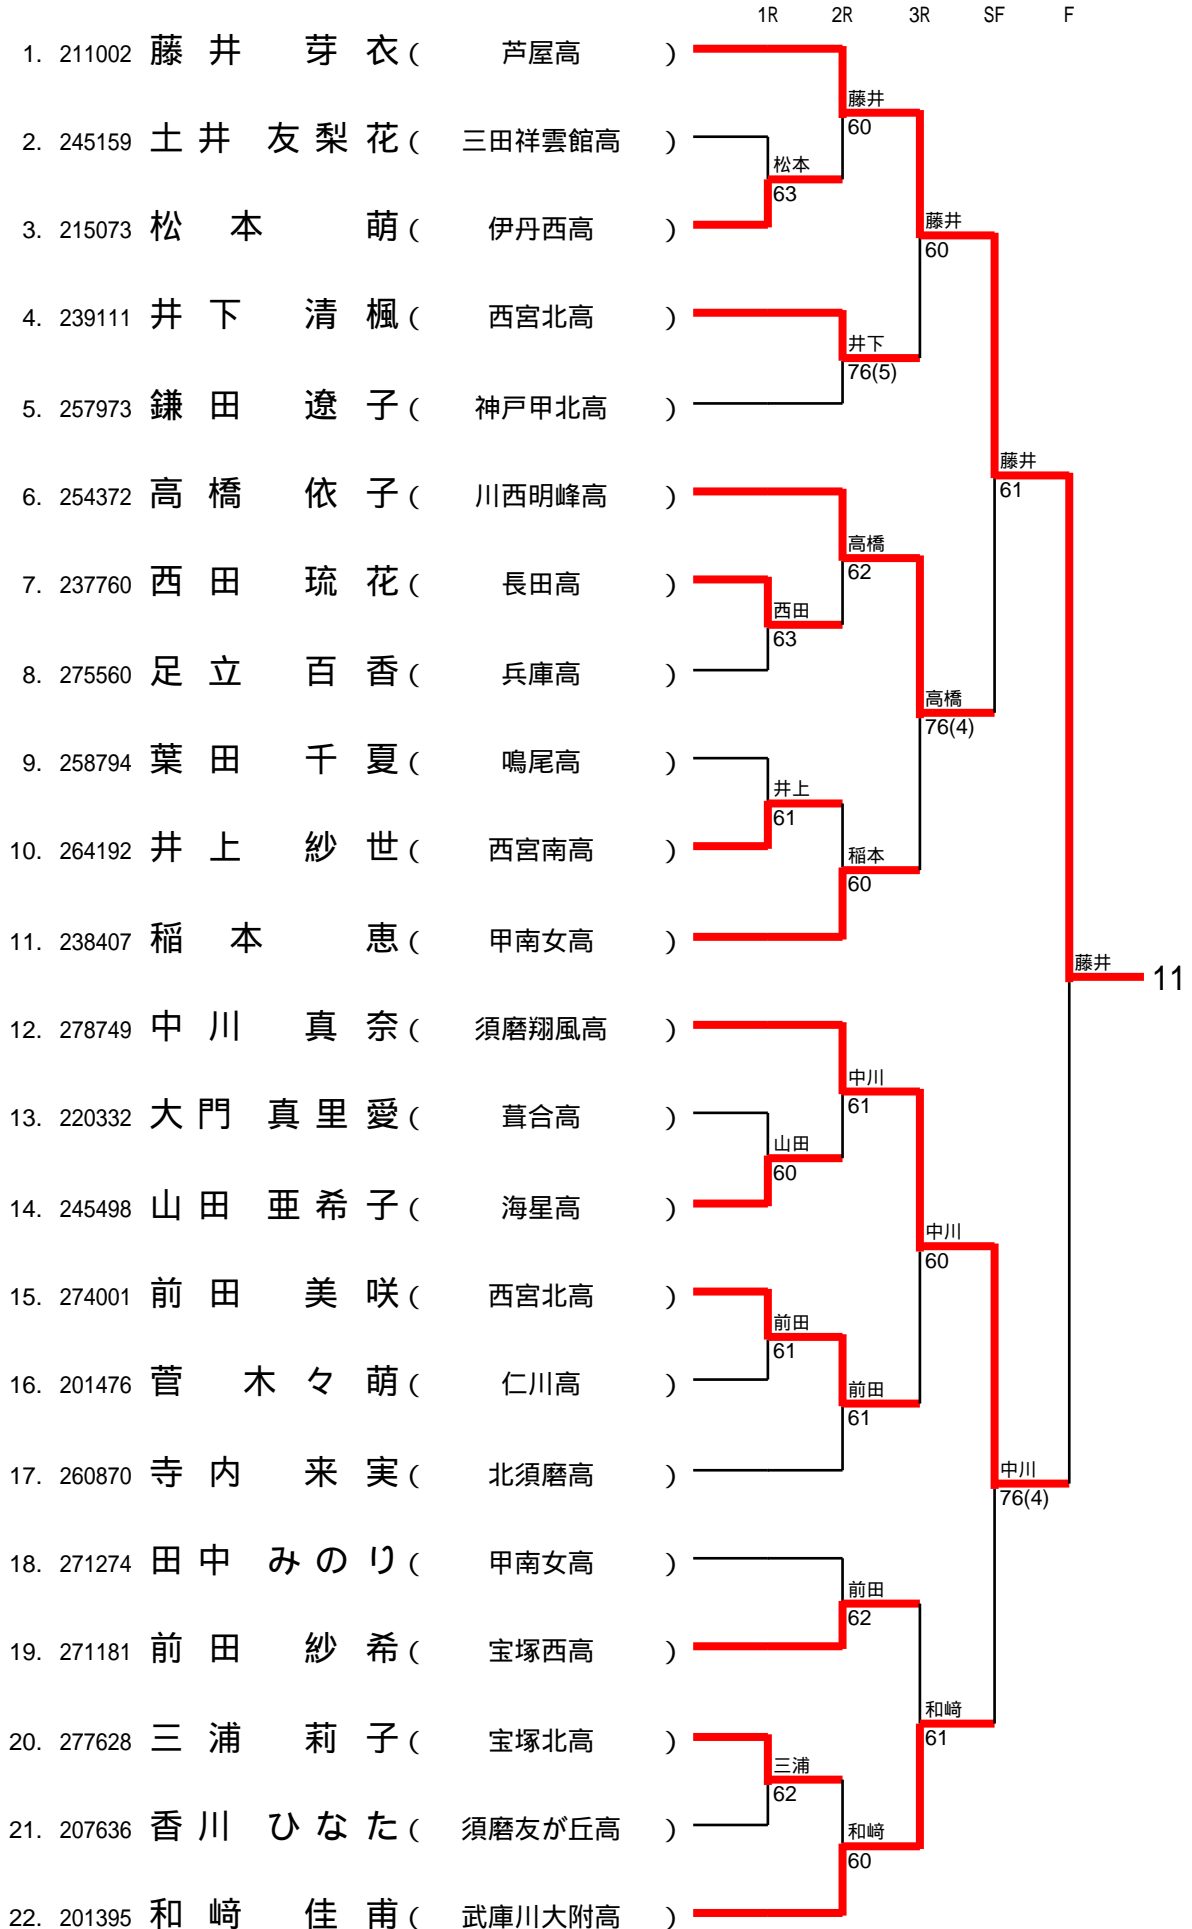 1R 2R 3R SF F
1. 211002 藤井 芽衣 ( 芦屋高 )
藤井
60
2. 245159 土井 友梨花 ( 三田祥雲館高 )
松本
63
3. 215073 松本 萌 ( 伊丹西高 )
藤井
60
4. 239111 井下 清楓 ( 西宮北高 )
井下
76(5)
5. 257973 鎌田 遼子 ( 神戸甲北高 )
藤井
61
6. 254372 高橋 依子 ( 川西明峰高 )
高橋
62
7. 237760 西田 琉花 ( 長田高 )
西田
63
8. 275560 足立 百香 ( 兵庫高 )
高橋
76(4)
9. 258794 葉田 千夏 ( 鳴尾高 )
井上
61
10. 264192 井上 紗世 ( 西宮南高 )
稲本
60
11. 238407 稲本 恵 ( 甲南女高 )
藤井
11
12. 278749 中川 真奈 ( 須磨翔風高 )
中川
61
13. 220332 大門 真里愛 ( 葺合高 )
山田
60
14. 245498 山田 亜希子 ( 海星高 )
中川
60
15. 274001 前田 美咲 ( 西宮北高 )
前田
61
16. 201476 菅 木々萌 ( 仁川高 )
前田
61
17. 260870 寺内 来実 ( 北須磨高 )
中川
76(4)
18. 271274 田中 みのり ( 甲南女高 )
前田
62
19. 271181 前田 紗希 ( 宝塚西高 )
和﨑
61
20. 277628 三浦 莉子 ( 宝塚北高 )
三浦
62
21. 207636 香川 ひなた ( 須磨友が丘高 )
和﨑
60
22. 201395 和﨑 佳甫 ( 武庫川大附高 )